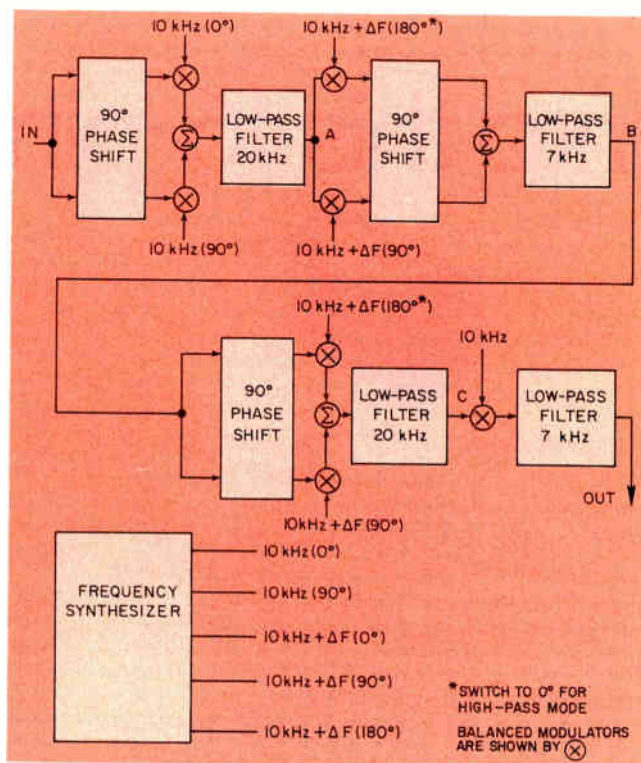 10 kHz (0°)
10 kHz + ΔF (180°*)
IN
90°
PHASE
SHIFT
Σ
LOW-PASS
FILTER
20 kHz
A
90°
PHASE
SHIFT
Σ
LOW-PASS
FILTER
7 kHz
B
10 kHz (90°)
10 kHz + ΔF (90°)
10 kHz + ΔF (180°*)
90°
PHASE
SHIFT
Σ
LOW-PASS
FILTER
20 kHz
C
10 kHz
LOW-PASS
FILTER
7 kHz
OUT
10 kHz + ΔF (90°)
FREQUENCY
SYNTHESIZER
10 kHz (0°)
10 kHz (90°)
10 kHz + ΔF (0°)
10 kHz + ΔF (90°)
10 kHz + ΔF (180°)
*SWITCH TO 0° FOR
HIGH-PASS MODE
BALANCED MODULATORS
ARE SHOWN BY ⊗